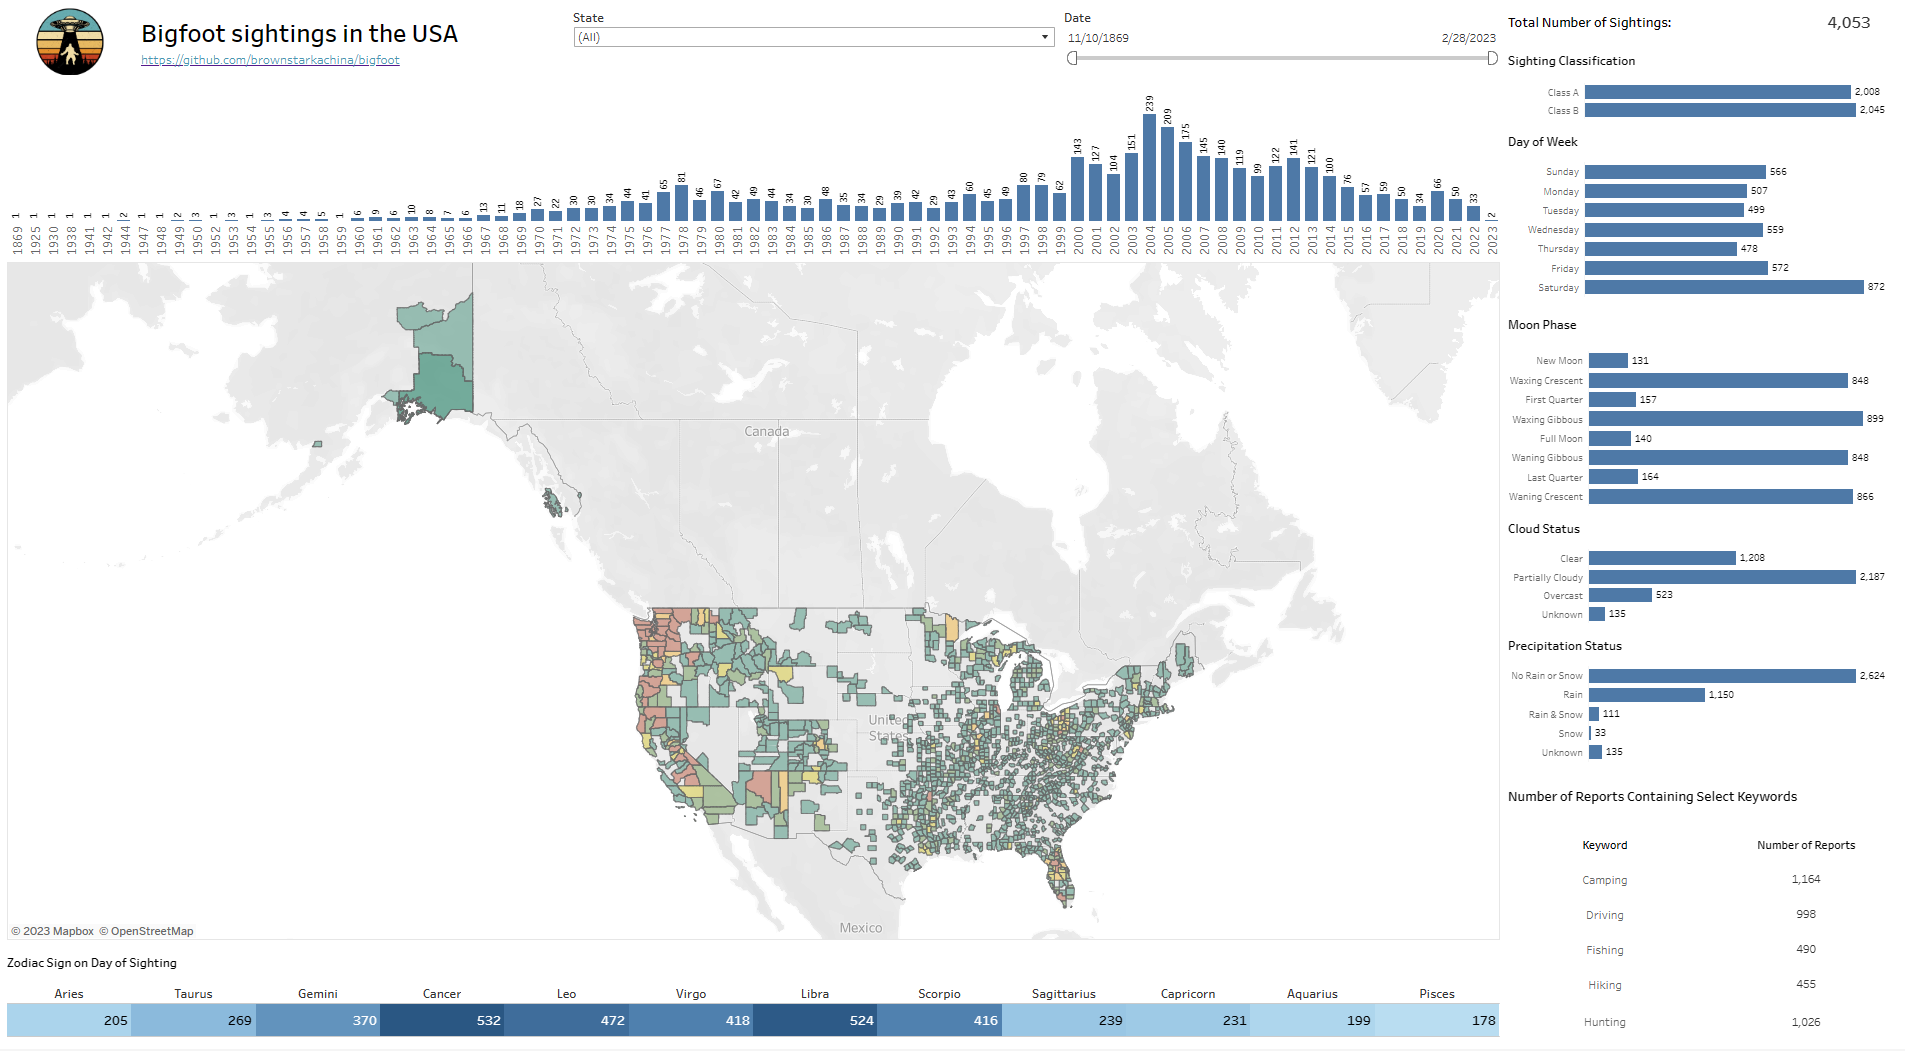 Bigfoot sightings in the USA
https://github.com/brownstarkachina/bigfoot
State
(All)
Date
11/10/1869 2/28/2023
Total Number of Sightings: 4,053
1 1 1 1 1 1 2 1 1 2 3 1 3 1 3 4 4 5 1 6 9 6 10 8 7 6 13 11 18 27 22 30 30 34 44 41 65 81 46 67 42 49 44 34 30 48 35 34 29 39 42 29 43 60 45 49 80 79 62 143 127 104 151 239 209 175 145 140 119 99 122 141 121 100 76 57 59 50 34 66 50 33 2
1869 1925 1930 1938 1941 1942 1944 1947 1948 1949 1950 1952 1953 1954 1955 1956 1957 1958 1959 1960 1961 1962 1963 1964 1965 1966 1967 1968 1969 1970 1971 1972 1973 1974 1975 1976 1977 1978 1979 1980 1981 1982 1983 1984 1985 1986 1987 1988 1989 1990 1991 1992 1993 1994 1995 1996 1997 1998 1999 2000 2001 2002 2003 2004 2005 2006 2007 2008 2009 2010 2011 2012 2013 2014 2015 2016 2017 2018 2019 2020 2021 2022 2023
Canada
United
States
Mexico
© 2023 Mapbox © OpenStreetMap
Zodiac Sign on Day of Sighting
Aries Taurus Gemini Cancer Leo Virgo Libra Scorpio Sagittarius Capricorn Aquarius Pisces
205 269 370 532 472 418 524 416 239 231 199 178
Sighting Classification
Class A 2,008
Class B 2,045
Day of Week
Sunday 566
Monday 507
Tuesday 499
Wednesday 559
Thursday 478
Friday 572
Saturday 872
Moon Phase
New Moon 131
Waxing Crescent 848
First Quarter 157
Waxing Gibbous 899
Full Moon 140
Waning Gibbous 848
Last Quarter 164
Waning Crescent 866
Cloud Status
Clear 1,208
Partially Cloudy 2,187
Overcast 523
Unknown 135
Precipitation Status
No Rain or Snow 2,624
Rain 1,150
Rain & Snow 111
Snow 33
Unknown 135
Number of Reports Containing Select Keywords
Keyword Number of Reports
Camping 1,164
Driving 998
Fishing 490
Hiking 455
Hunting 1,026